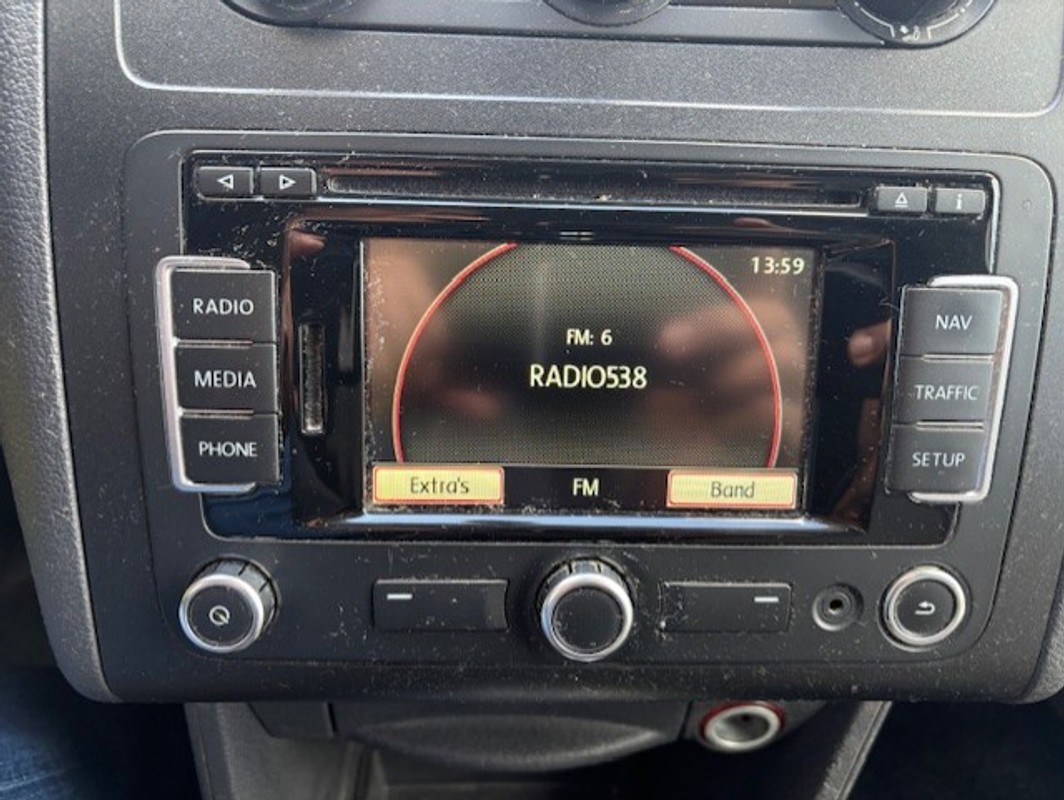 i
13:59
RADIO
NAV
FM: 6
RADIO538
MEDIA
TRAFFIC
PHONE
SETUP
Extra's
FM
Band